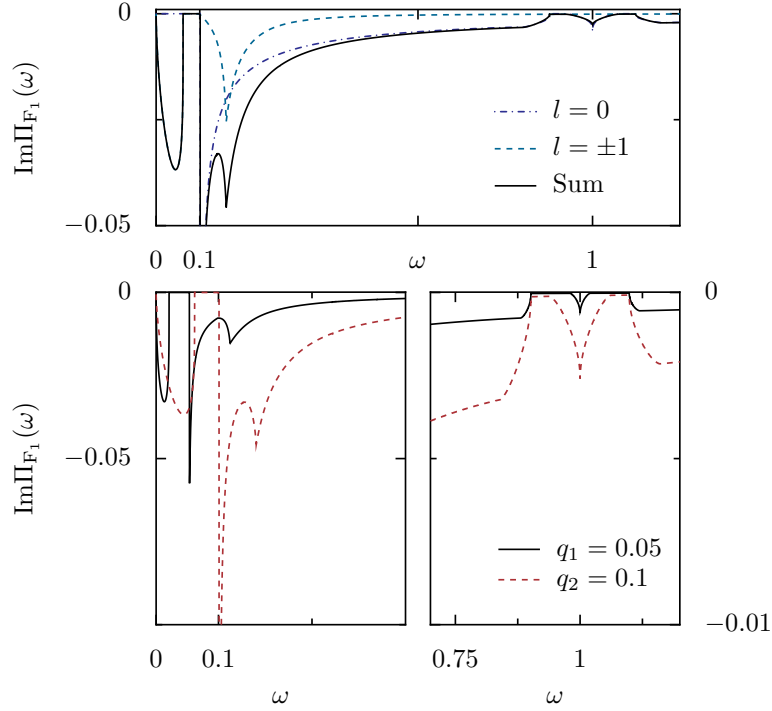 0
ImΠF₁(ω)
l = 0
l = ±1
Sum
−0.05
0 0.1 ω 1
0 0
ImΠF₁(ω)
−0.05
q₁ = 0.05
q₂ = 0.1
−0.01
0 0.1 0.75 1
ω ω